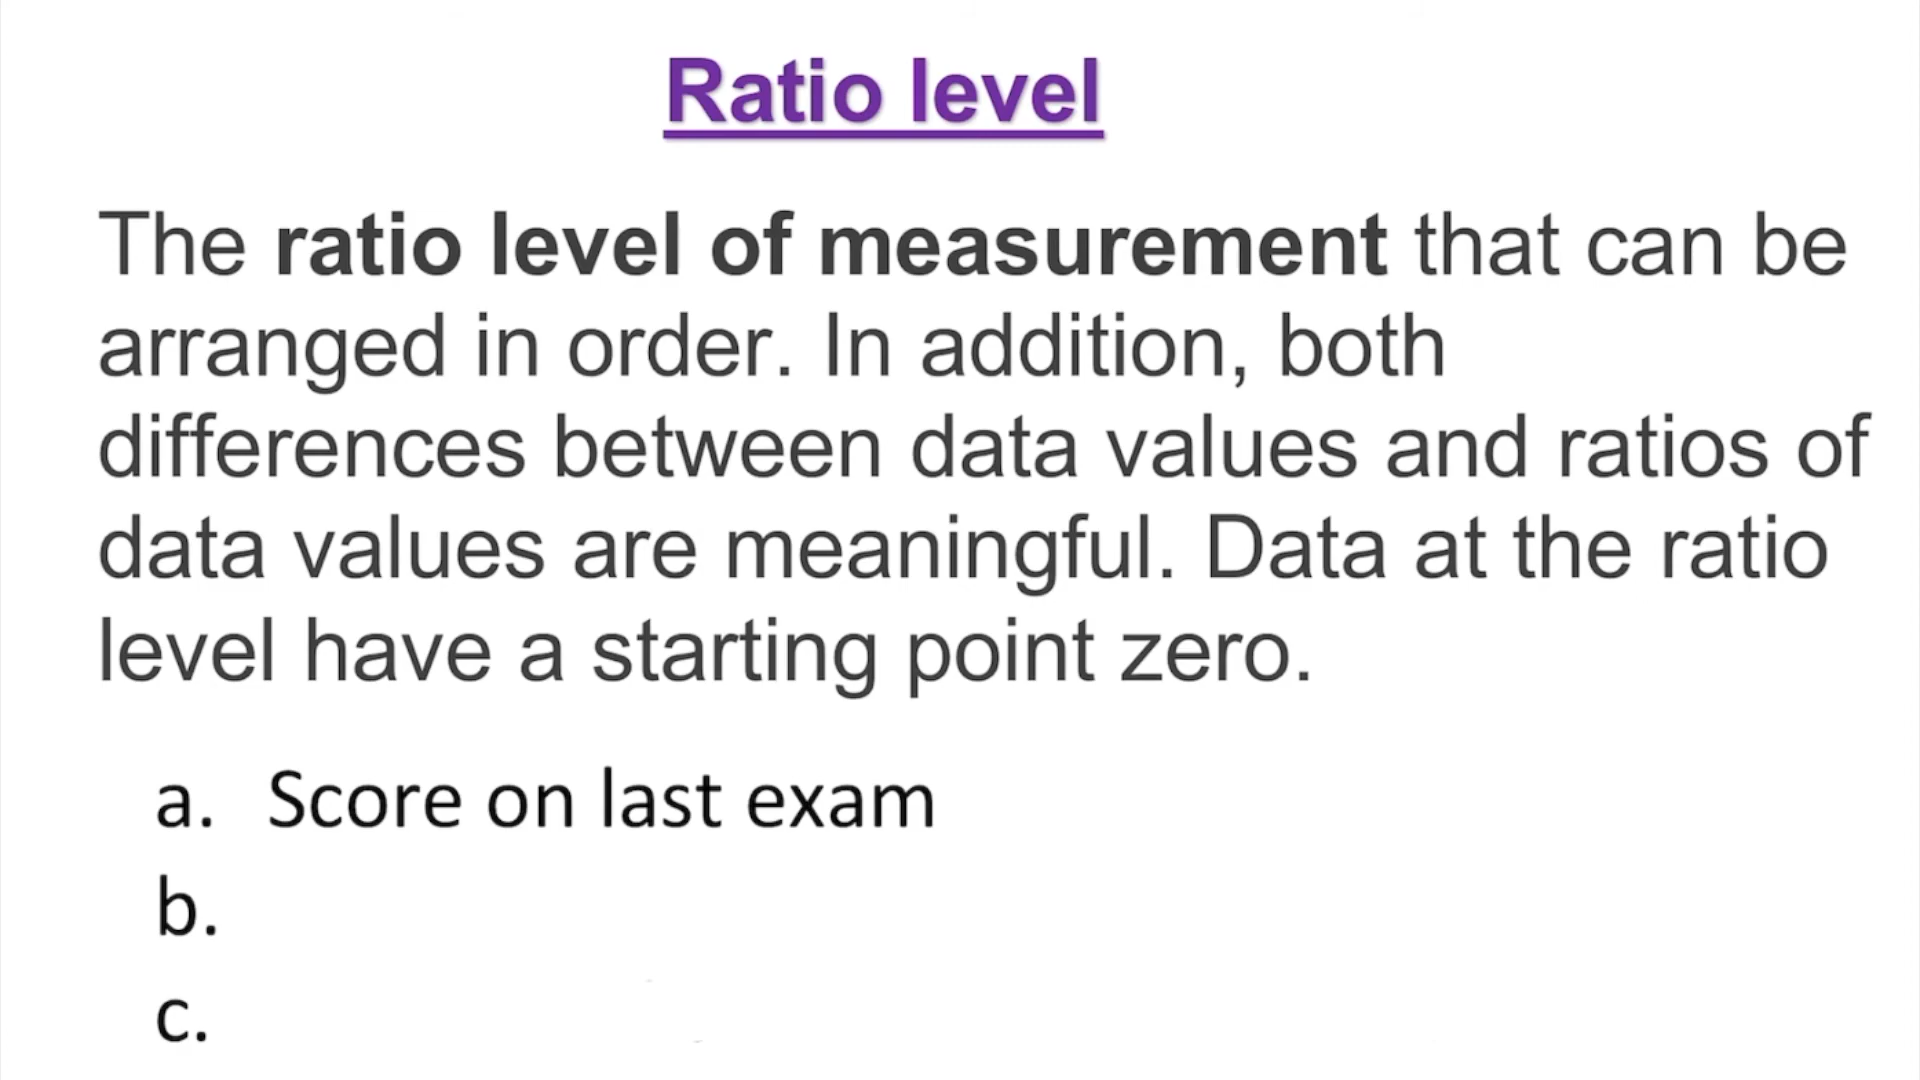 Ratio level
The ratio level of measurement that can be
arranged in order. In addition, both
differences between data values and ratios of
data values are meaningful. Data at the ratio
level have a starting point zero.
a. Score on last exam
b.
c.